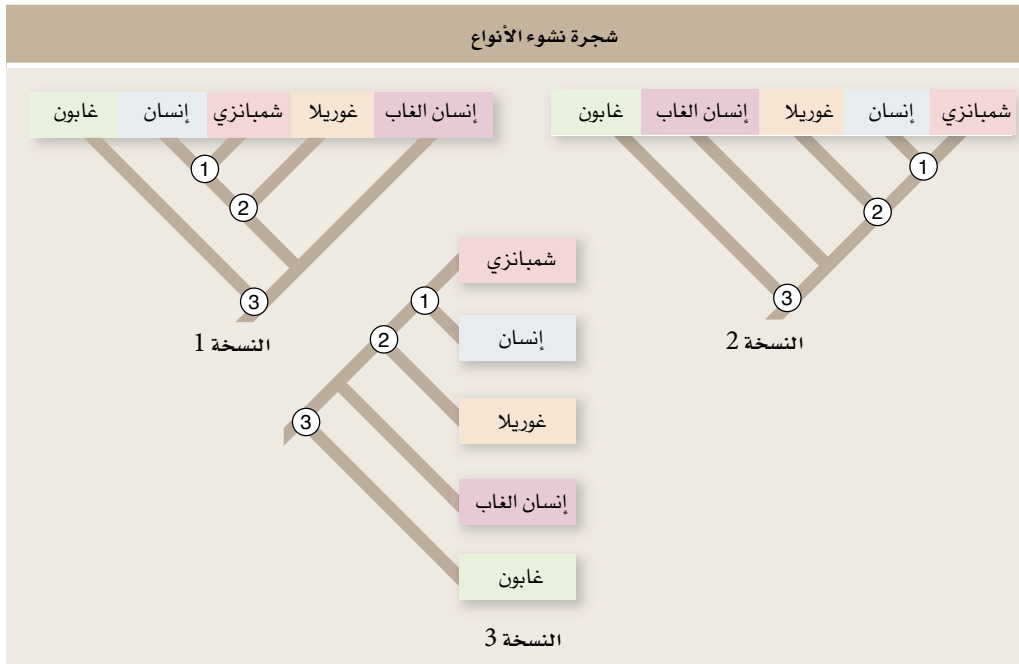 شجرة نشوء الأنواع
شمبانزي
إنسان
غوريلا
إنسان الغاب
غابون
1
2
3
النسخة 2
إنسان الغاب
غوريلا
شمبانزي
إنسان
غابون
1
2
3
النسخة 1
شمبانزي
إنسان
غوريلا
إنسان الغاب
غابون
1
2
3
النسخة 3